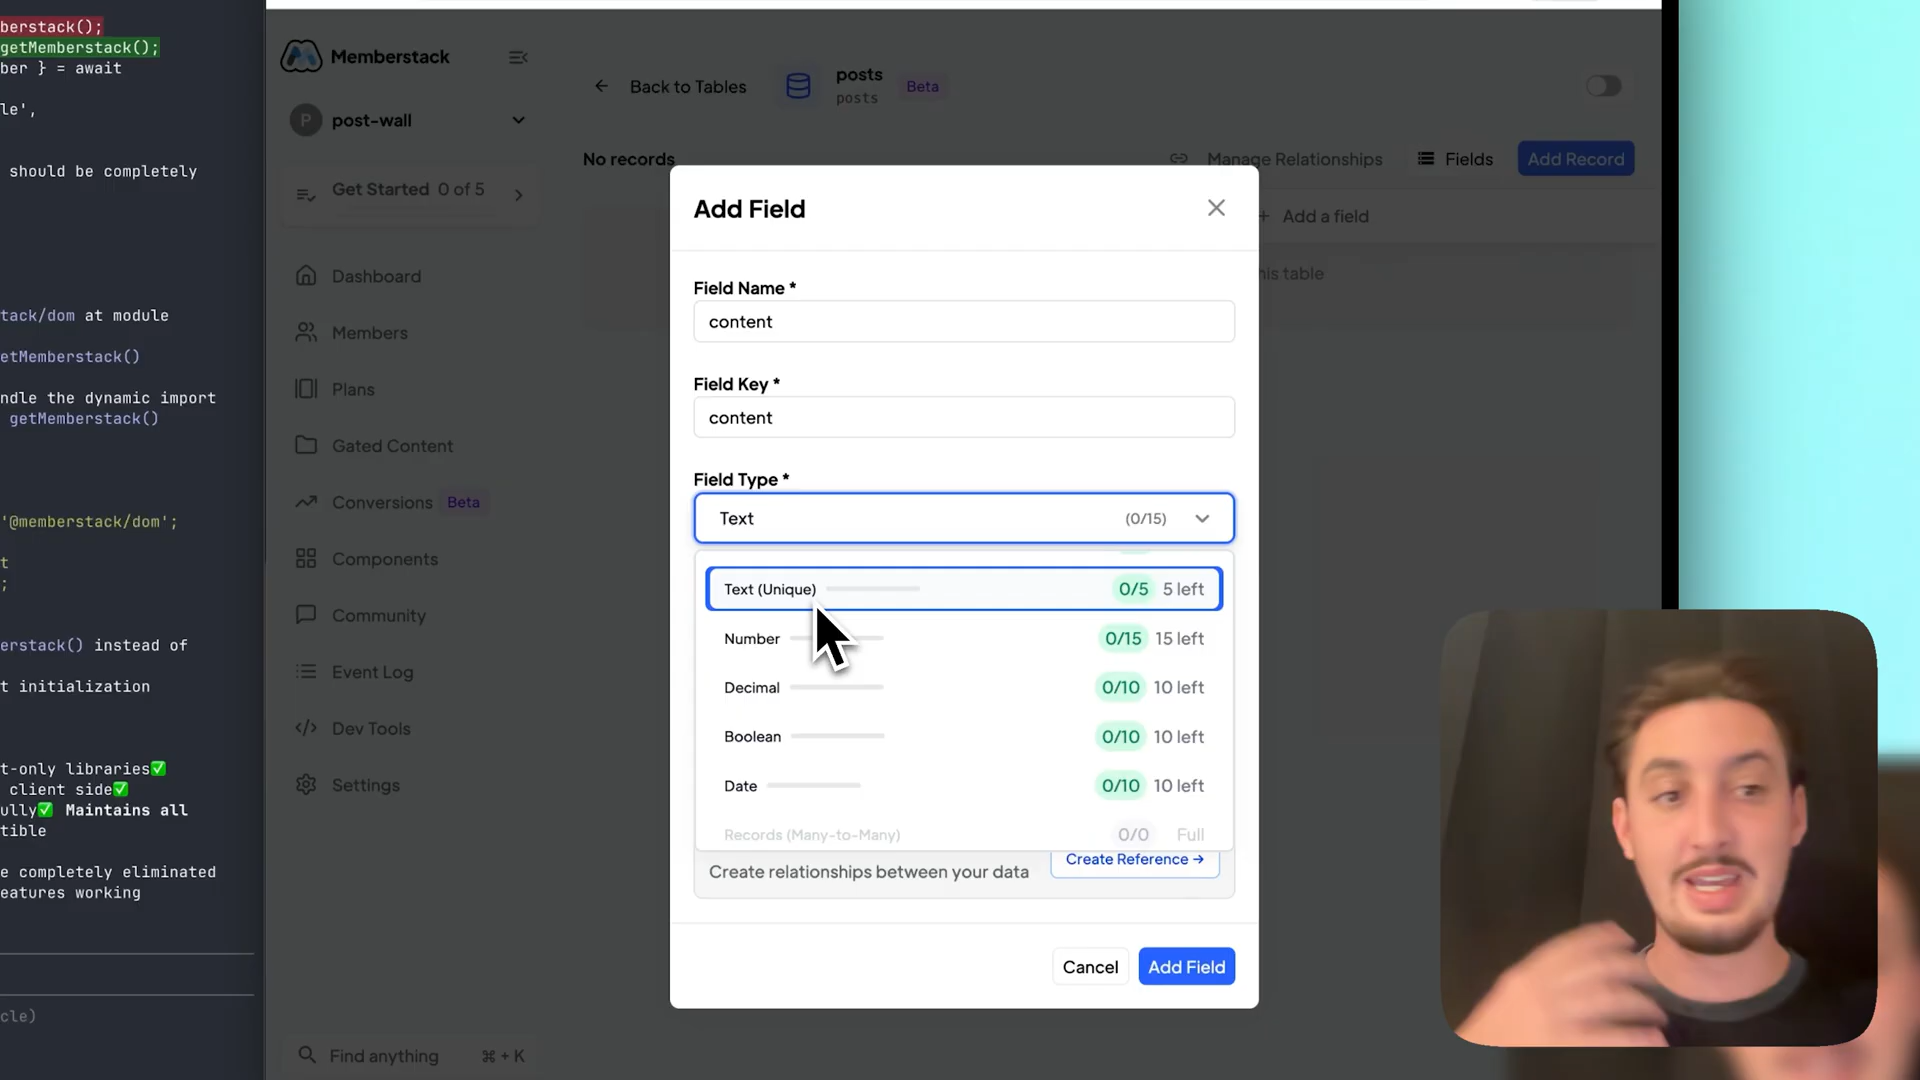 berstack();
getMemberstack();
ber } = await
le',
should be completely
tack/dom at module
etMemberstack()
ndle the dynamic import
getMemberstack()
'@memberstack/dom';
t
;
erstack() instead of
t initialization
t-only libraries✅
client side✅
ully✅ Maintains all
tible
e completely eliminated
eatures working
cle)
Memberstack
P post-wall
Get Started 0 of 5
Dashboard
Members
Plans
Gated Content
Conversions Beta
Components
Community
Event Log
Dev Tools
Settings
Find anything ⌘ + K
← Back to Tables
posts Beta
posts
No records
Manage Relationships
Fields
Add Record
+ Add a field
his table
Add Field
Field Name *
content
Field Key *
content
Field Type *
Text (0/15)
Text (Unique) 0/5 5 left
Number 0/15 15 left
Decimal 0/10 10 left
Boolean 0/10 10 left
Date 0/10 10 left
Records (Many-to-Many) 0/0 Full
Create relationships between your data
Create Reference →
Cancel
Add Field